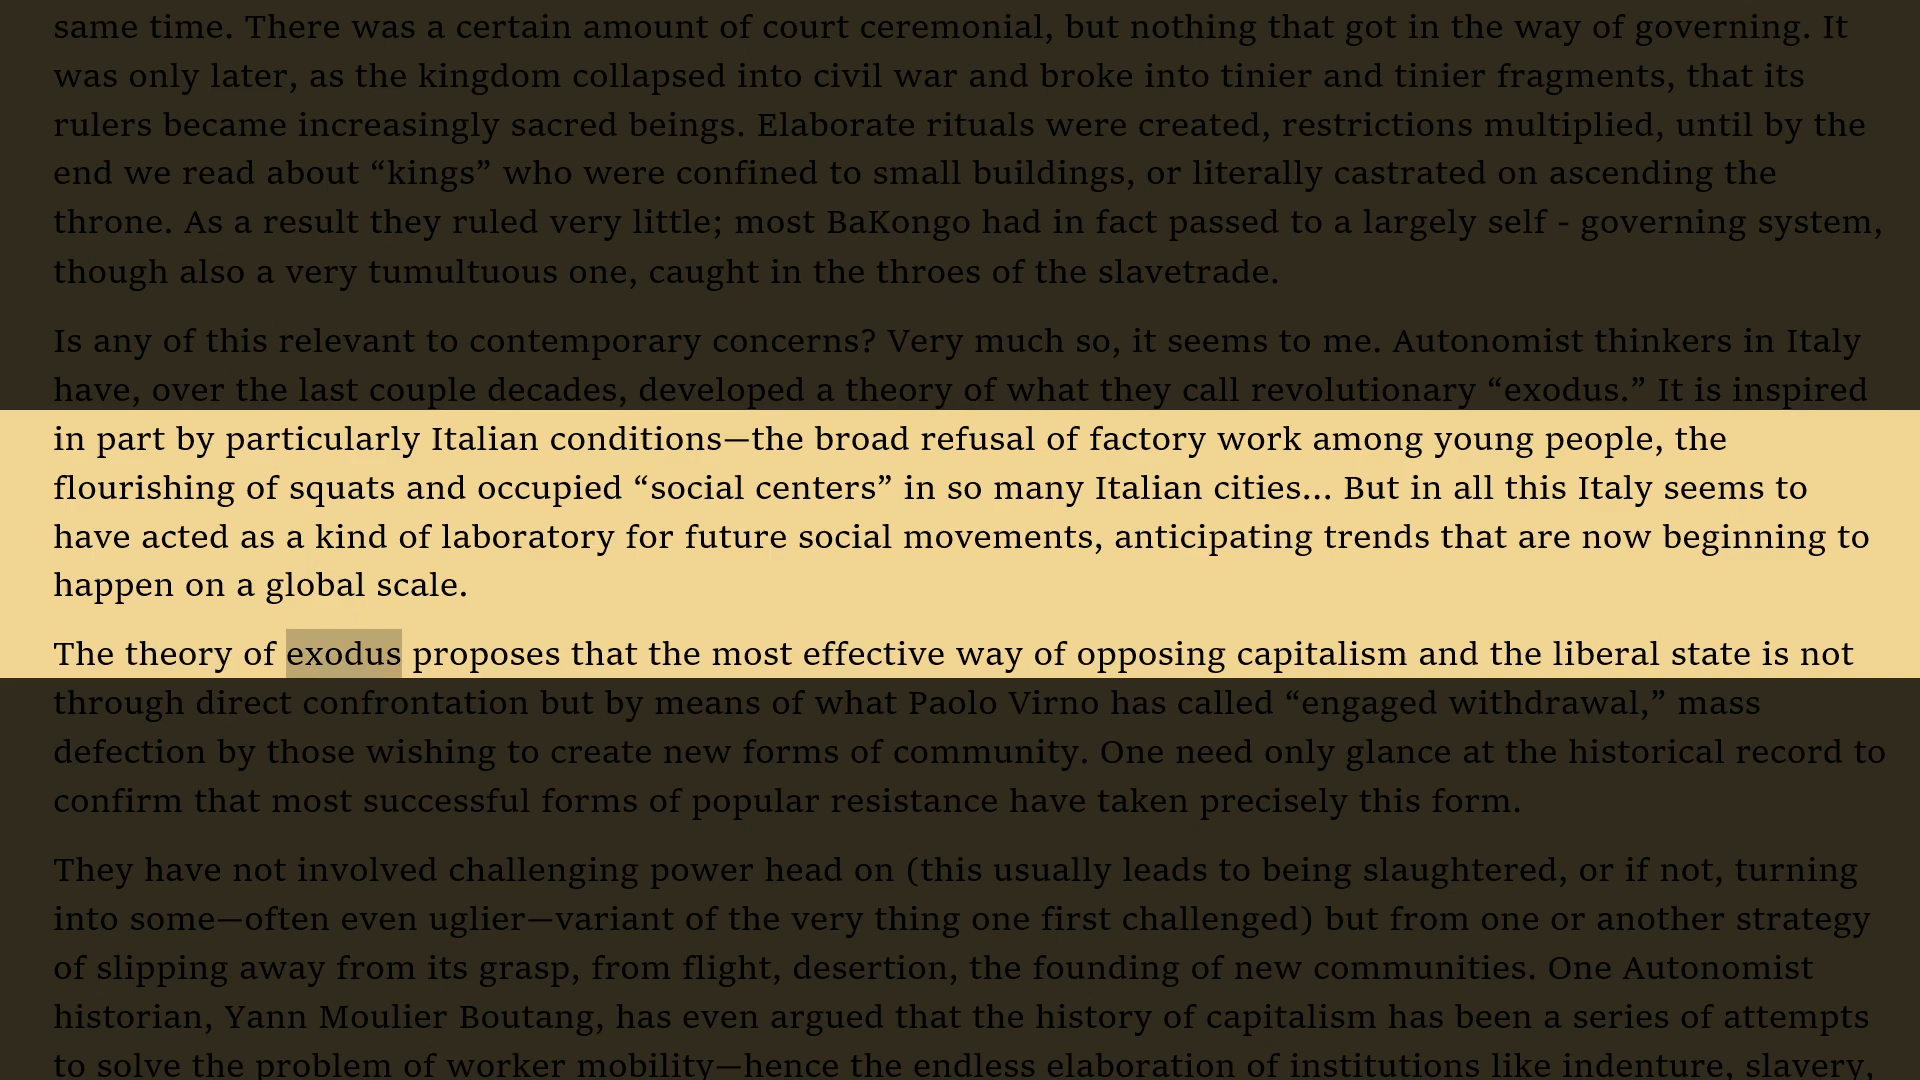 same time. There was a certain amount of court ceremonial, but nothing that got in the way of governing. It
was only later, as the kingdom collapsed into civil war and broke into tinier and tinier fragments, that its
rulers became increasingly sacred beings. Elaborate rituals were created, restrictions multiplied, until by the
end we read about “kings” who were confined to small buildings, or literally castrated on ascending the
throne. As a result they ruled very little; most BaKongo had in fact passed to a largely self - governing system,
though also a very tumultuous one, caught in the throes of the slavetrade.
Is any of this relevant to contemporary concerns? Very much so, it seems to me. Autonomist thinkers in Italy
have, over the last couple decades, developed a theory of what they call revolutionary “exodus.” It is inspired
in part by particularly Italian conditions—the broad refusal of factory work among young people, the
flourishing of squats and occupied “social centers” in so many Italian cities… But in all this Italy seems to
have acted as a kind of laboratory for future social movements, anticipating trends that are now beginning to
happen on a global scale.
The theory of exodus proposes that the most effective way of opposing capitalism and the liberal state is not
through direct confrontation but by means of what Paolo Virno has called “engaged withdrawal,” mass
defection by those wishing to create new forms of community. One need only glance at the historical record to
confirm that most successful forms of popular resistance have taken precisely this form.
They have not involved challenging power head on (this usually leads to being slaughtered, or if not, turning
into some—often even uglier—variant of the very thing one first challenged) but from one or another strategy
of slipping away from its grasp, from flight, desertion, the founding of new communities. One Autonomist
historian, Yann Moulier Boutang, has even argued that the history of capitalism has been a series of attempts
to solve the problem of worker mobility—hence the endless elaboration of institutions like indenture, slavery,